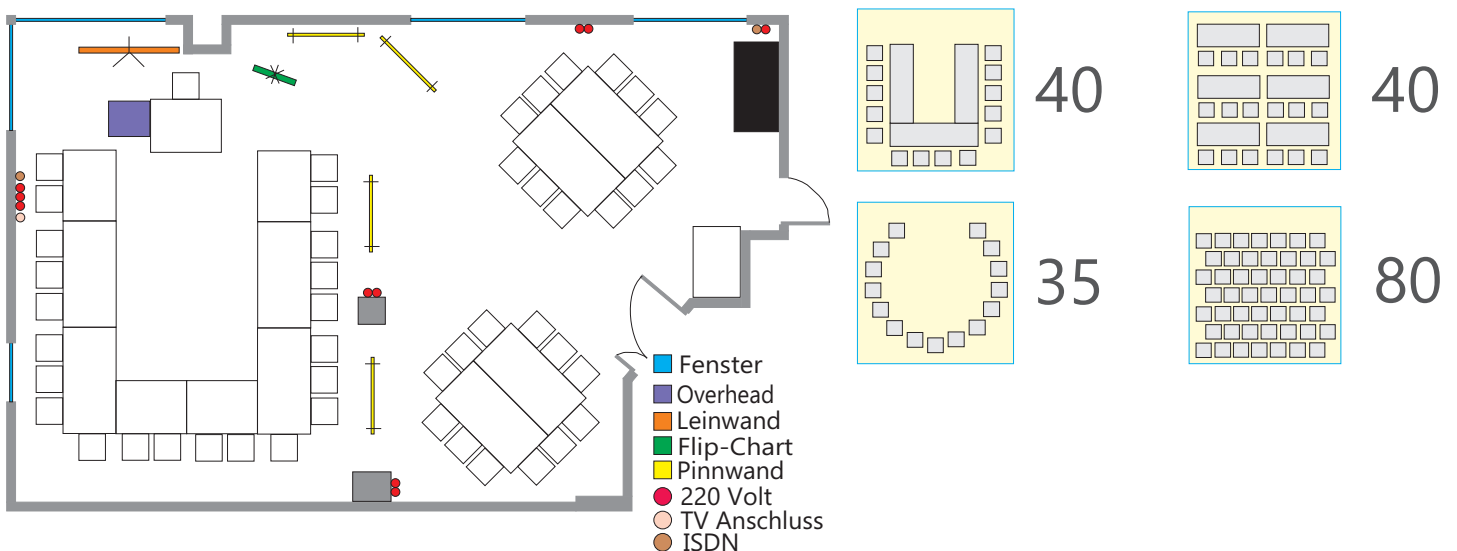 40
40
35
80
Fenster
Overhead
Leinwand
Flip-Chart
Pinnwand
220 Volt
TV Anschluss
ISDN